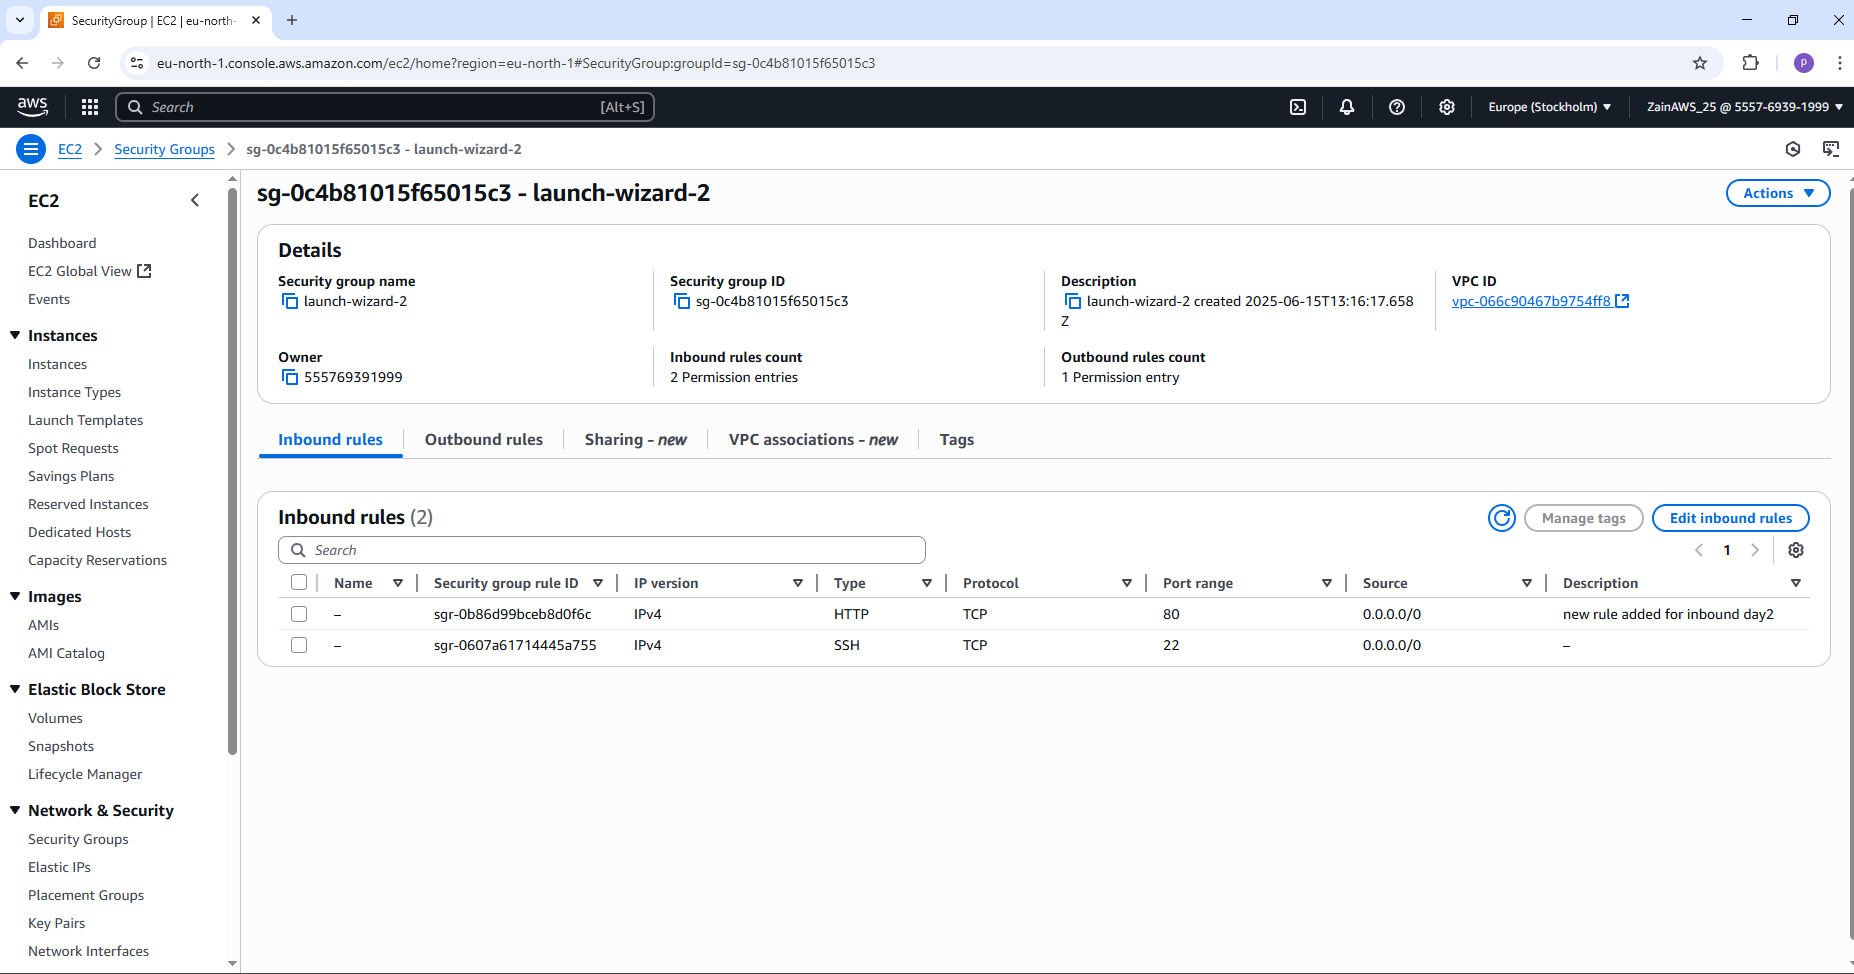 SecurityGroup | EC2 | eu-north-
eu-north-1.console.aws.amazon.com/ec2/home?region=eu-north-1#SecurityGroup:groupId=sg-0c4b81015f65015c3
P
aws
Search [Alt+S]
Europe (Stockholm)
ZainAWS_25 @ 5557-6939-1999
EC2 > Security Groups > sg-0c4b81015f65015c3 - launch-wizard-2
EC2
Dashboard
EC2 Global View
Events
Instances
Instances
Instance Types
Launch Templates
Spot Requests
Savings Plans
Reserved Instances
Dedicated Hosts
Capacity Reservations
Images
AMIs
AMI Catalog
Elastic Block Store
Volumes
Snapshots
Lifecycle Manager
Network & Security
Security Groups
Elastic IPs
Placement Groups
Key Pairs
Network Interfaces
sg-0c4b81015f65015c3 - launch-wizard-2
Actions
Details
Security group name
launch-wizard-2
Security group ID
sg-0c4b81015f65015c3
Description
launch-wizard-2 created 2025-06-15T13:16:17.658
Z
VPC ID
vpc-066c90467b9754ff8
Owner
555769391999
Inbound rules count
2 Permission entries
Outbound rules count
1 Permission entry
Inbound rules
Outbound rules
Sharing - new
VPC associations - new
Tags
Inbound rules (2)
Manage tags
Edit inbound rules
Search
1
Name Security group rule ID IP version Type Protocol Port range Source Description
– sgr-0b86d99bceb8d0f6c IPv4 HTTP TCP 80 0.0.0.0/0 new rule added for inbound day2
– sgr-0607a61714445a755 IPv4 SSH TCP 22 0.0.0.0/0 –